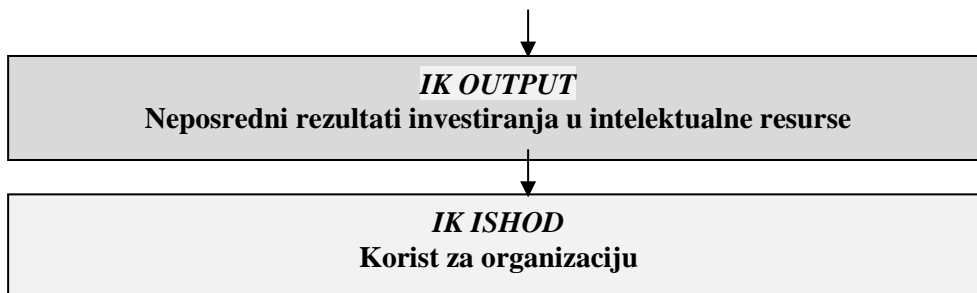 IK OUTPUT
Neposredni rezultati investiranja u intelektualne resurse
IK ISHOD
Korist za organizaciju